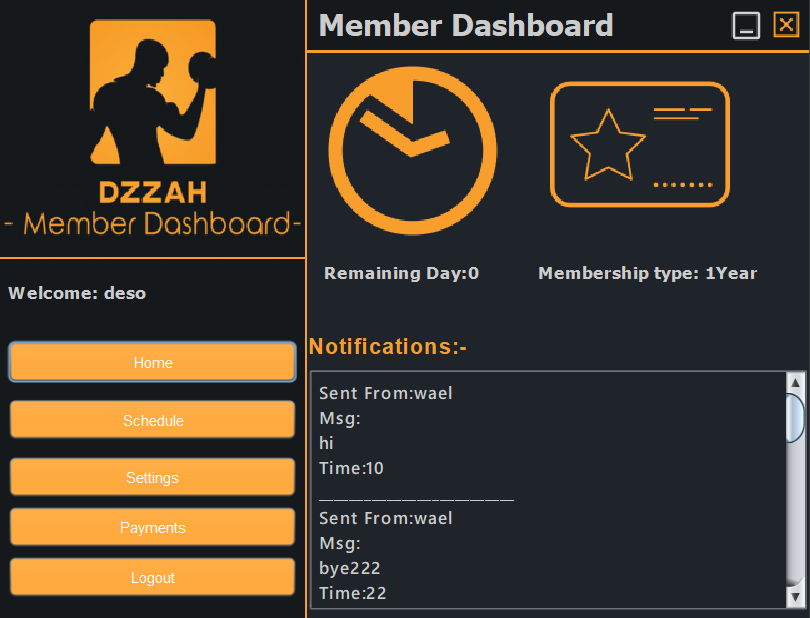 DZZAH
- Member Dashboard-
Welcome: deso
Home
Schedule
Settings
Payments
Logout
Member Dashboard
Remaining Day:0
Membership type: 1Year
Notifications:-
Sent From:wael
Msg:
hi
Time:10
__________________________
Sent From:wael
Msg:
bye222
Time:22